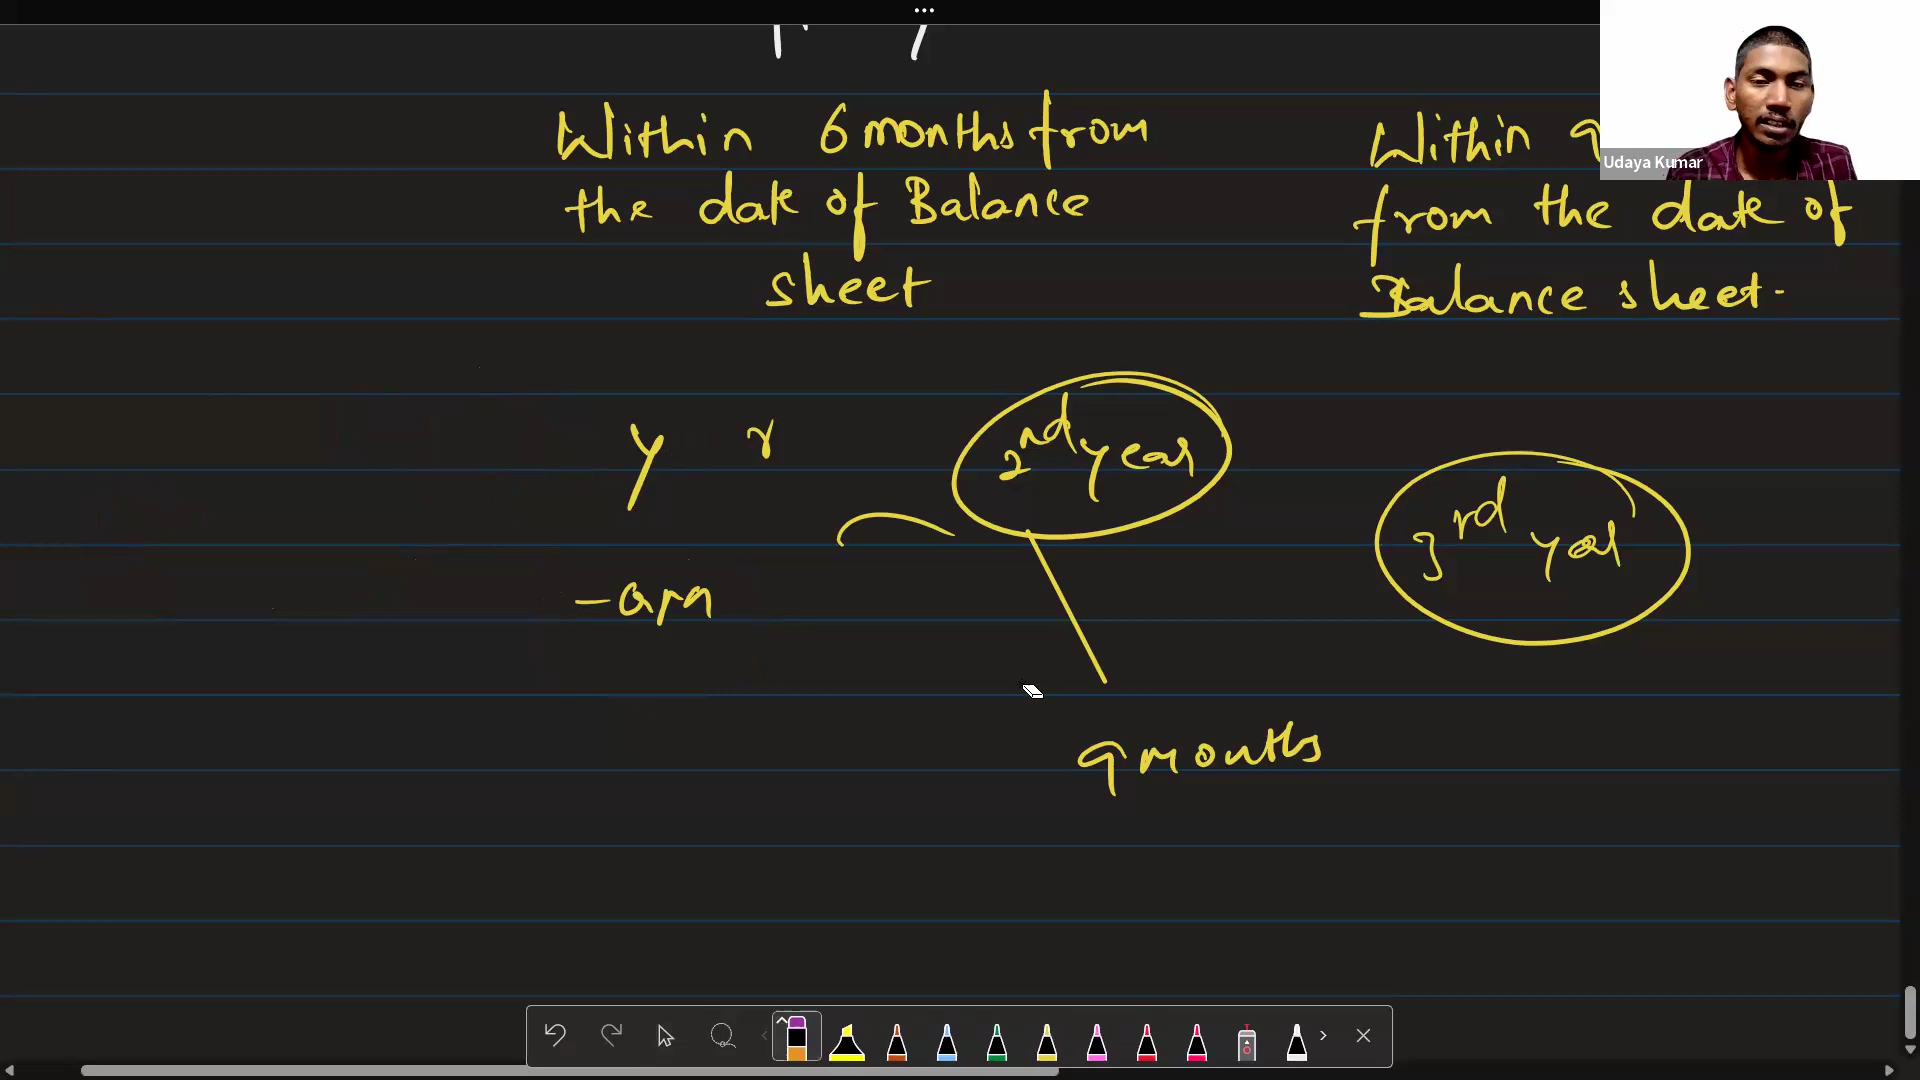 Within 6 months from
the date of Balance
sheet
Within 9
from the date of
Balance sheet.
Udaya Kumar
y r
2nd year
3rd year
9 months